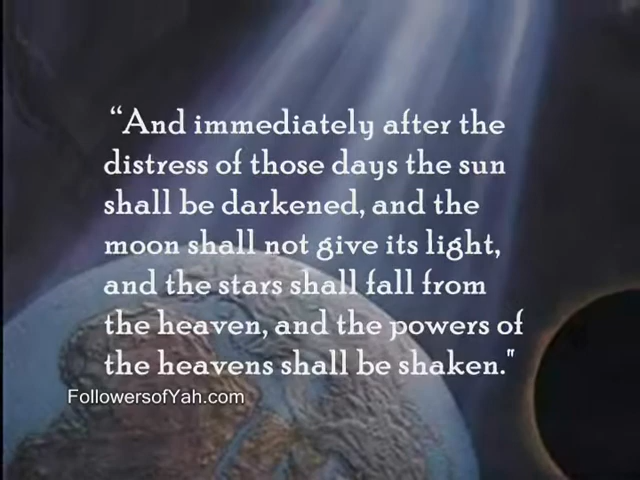 “And immediately after the
distress of those days the sun
shall be darkened, and the
moon shall not give its light,
and the stars shall fall from
the heaven, and the powers of
the heavens shall be shaken."
FollowersofYah.com